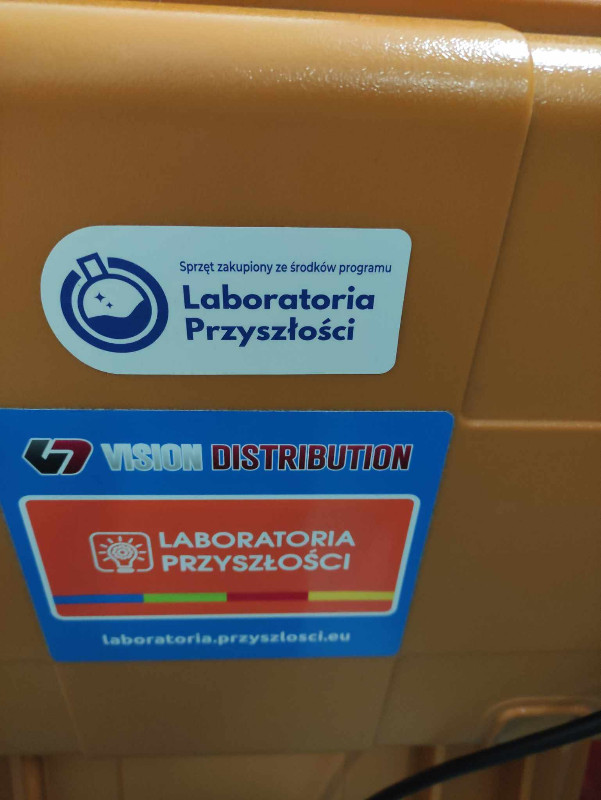 Sprzęt zakupiony ze środków programu
Laboratoria
Przyszłości
VISION DISTRIBUTION
LABORATORIA
PRZYSZŁOŚCI
laboratoria.przyszlosci.eu